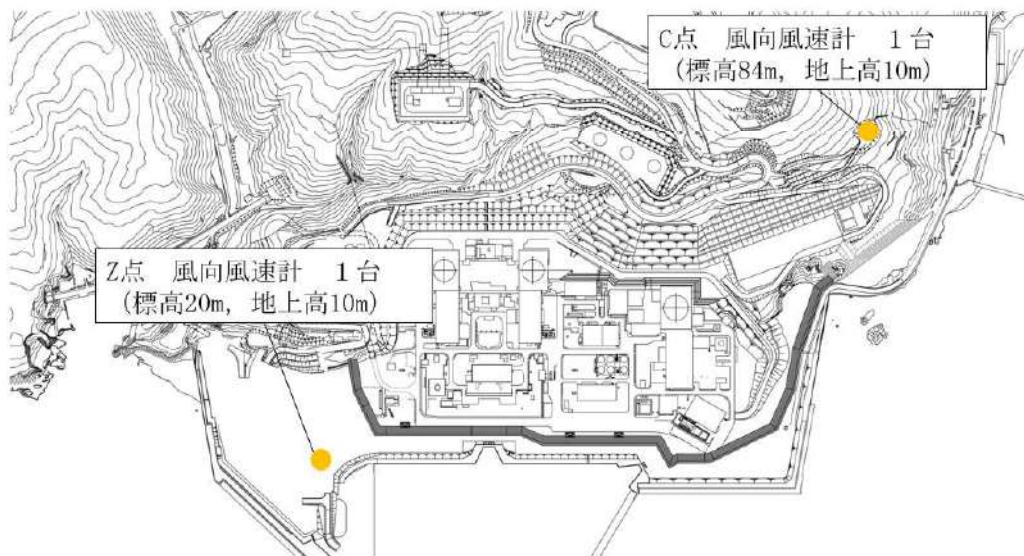 C点 風向風速計 1台
(標高84m, 地上高10m)
Z点 風向風速計 1台
(標高20m, 地上高10m)